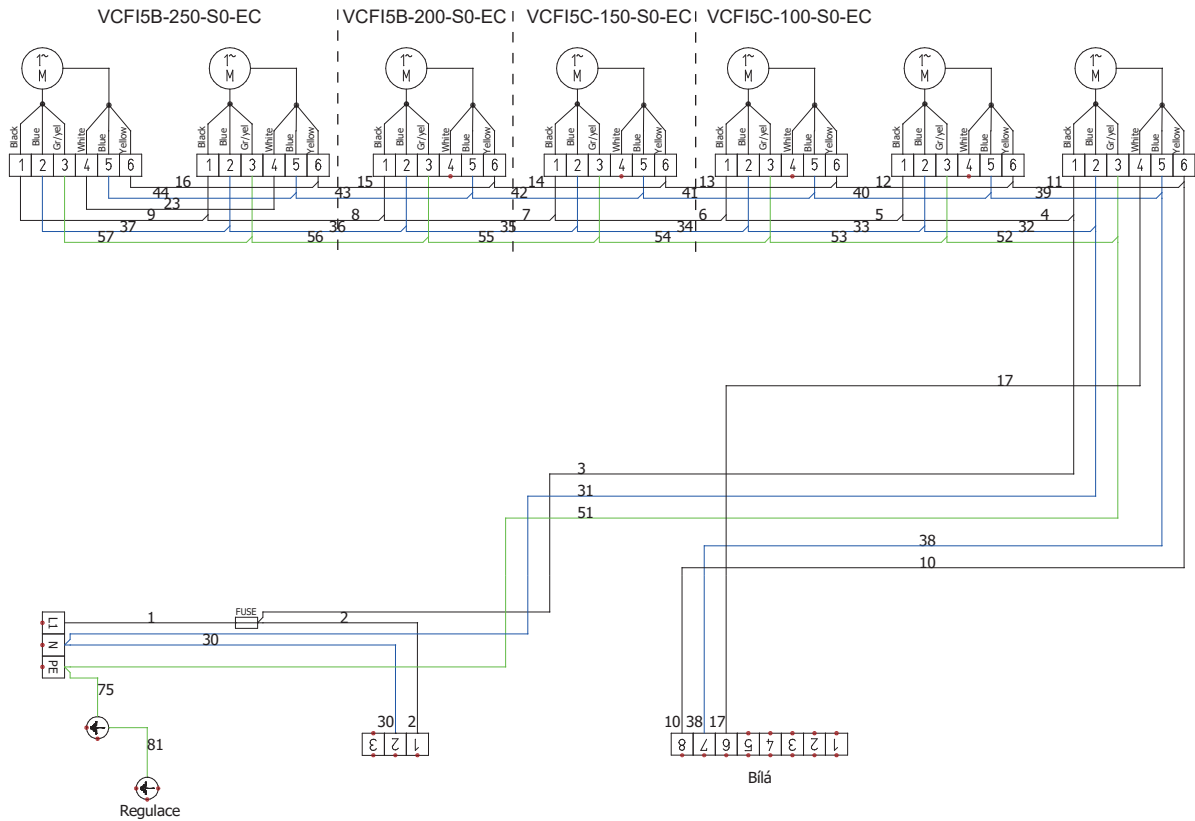 VCFI5B-250-S0-EC VCFI5B-200-S0-EC VCFI5C-150-S0-EC VCFI5C-100-S0-EC
1~ 1~ 1~ 1~ 1~ 1~ 1~
M M M M M M M
Black Blue Gr/yel White Blue Yellow Black Blue Gr/yel White Blue Yellow Black Blue Gr/yel White Blue Yellow Black Blue Gr/yel White Blue Yellow Black Blue Gr/yel White Blue Yellow Black Blue Gr/yel White Blue Yellow Black Blue Gr/yel White Blue Yellow
1 2 3 4 5 6 1 2 3 4 5 6 1 2 3 4 5 6 1 2 3 4 5 6 1 2 3 4 5 6 1 2 3 4 5 6 1 2 3 4 5 6
16 15 14 13 12 11
44 43 42 41 40 39
23
9 8 7 6 5 4
37 36 35 34 33 32
57 56 55 54 53 52
17
3
31
51
38
10
FUSE
L1 1 2
N 30
PE
75
30 2 10 38 17
3 2 1 8 7 6 5 4 3 2 1
81
Bílá
Regulace